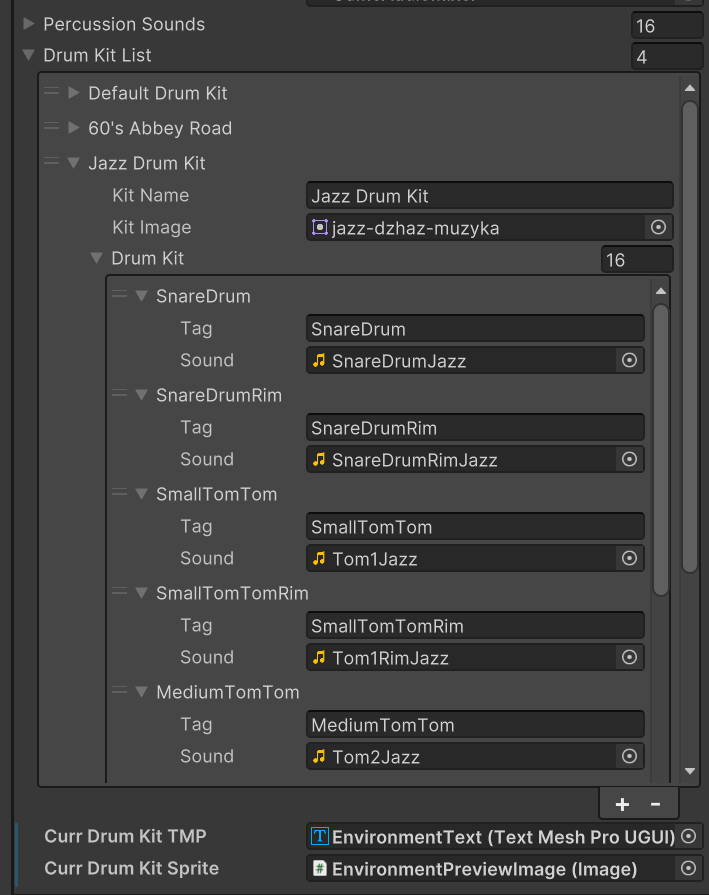 Percussion Sounds 16
Drum Kit List 4
Default Drum Kit
60's Abbey Road
Jazz Drum Kit
Kit Name Jazz Drum Kit
Kit Image jazz-dzhaz-muzyka
Drum Kit 16
SnareDrum
Tag SnareDrum
Sound SnareDrumJazz
SnareDrumRim
Tag SnareDrumRim
Sound SnareDrumRimJazz
SmallTomTom
Tag SmallTomTom
Sound Tom1Jazz
SmallTomTomRim
Tag SmallTomTomRim
Sound Tom1RimJazz
MediumTomTom
Tag MediumTomTom
Sound Tom2Jazz
+ -
Curr Drum Kit TMP EnvironmentText (Text Mesh Pro UGUI)
Curr Drum Kit Sprite EnvironmentPreviewImage (Image)